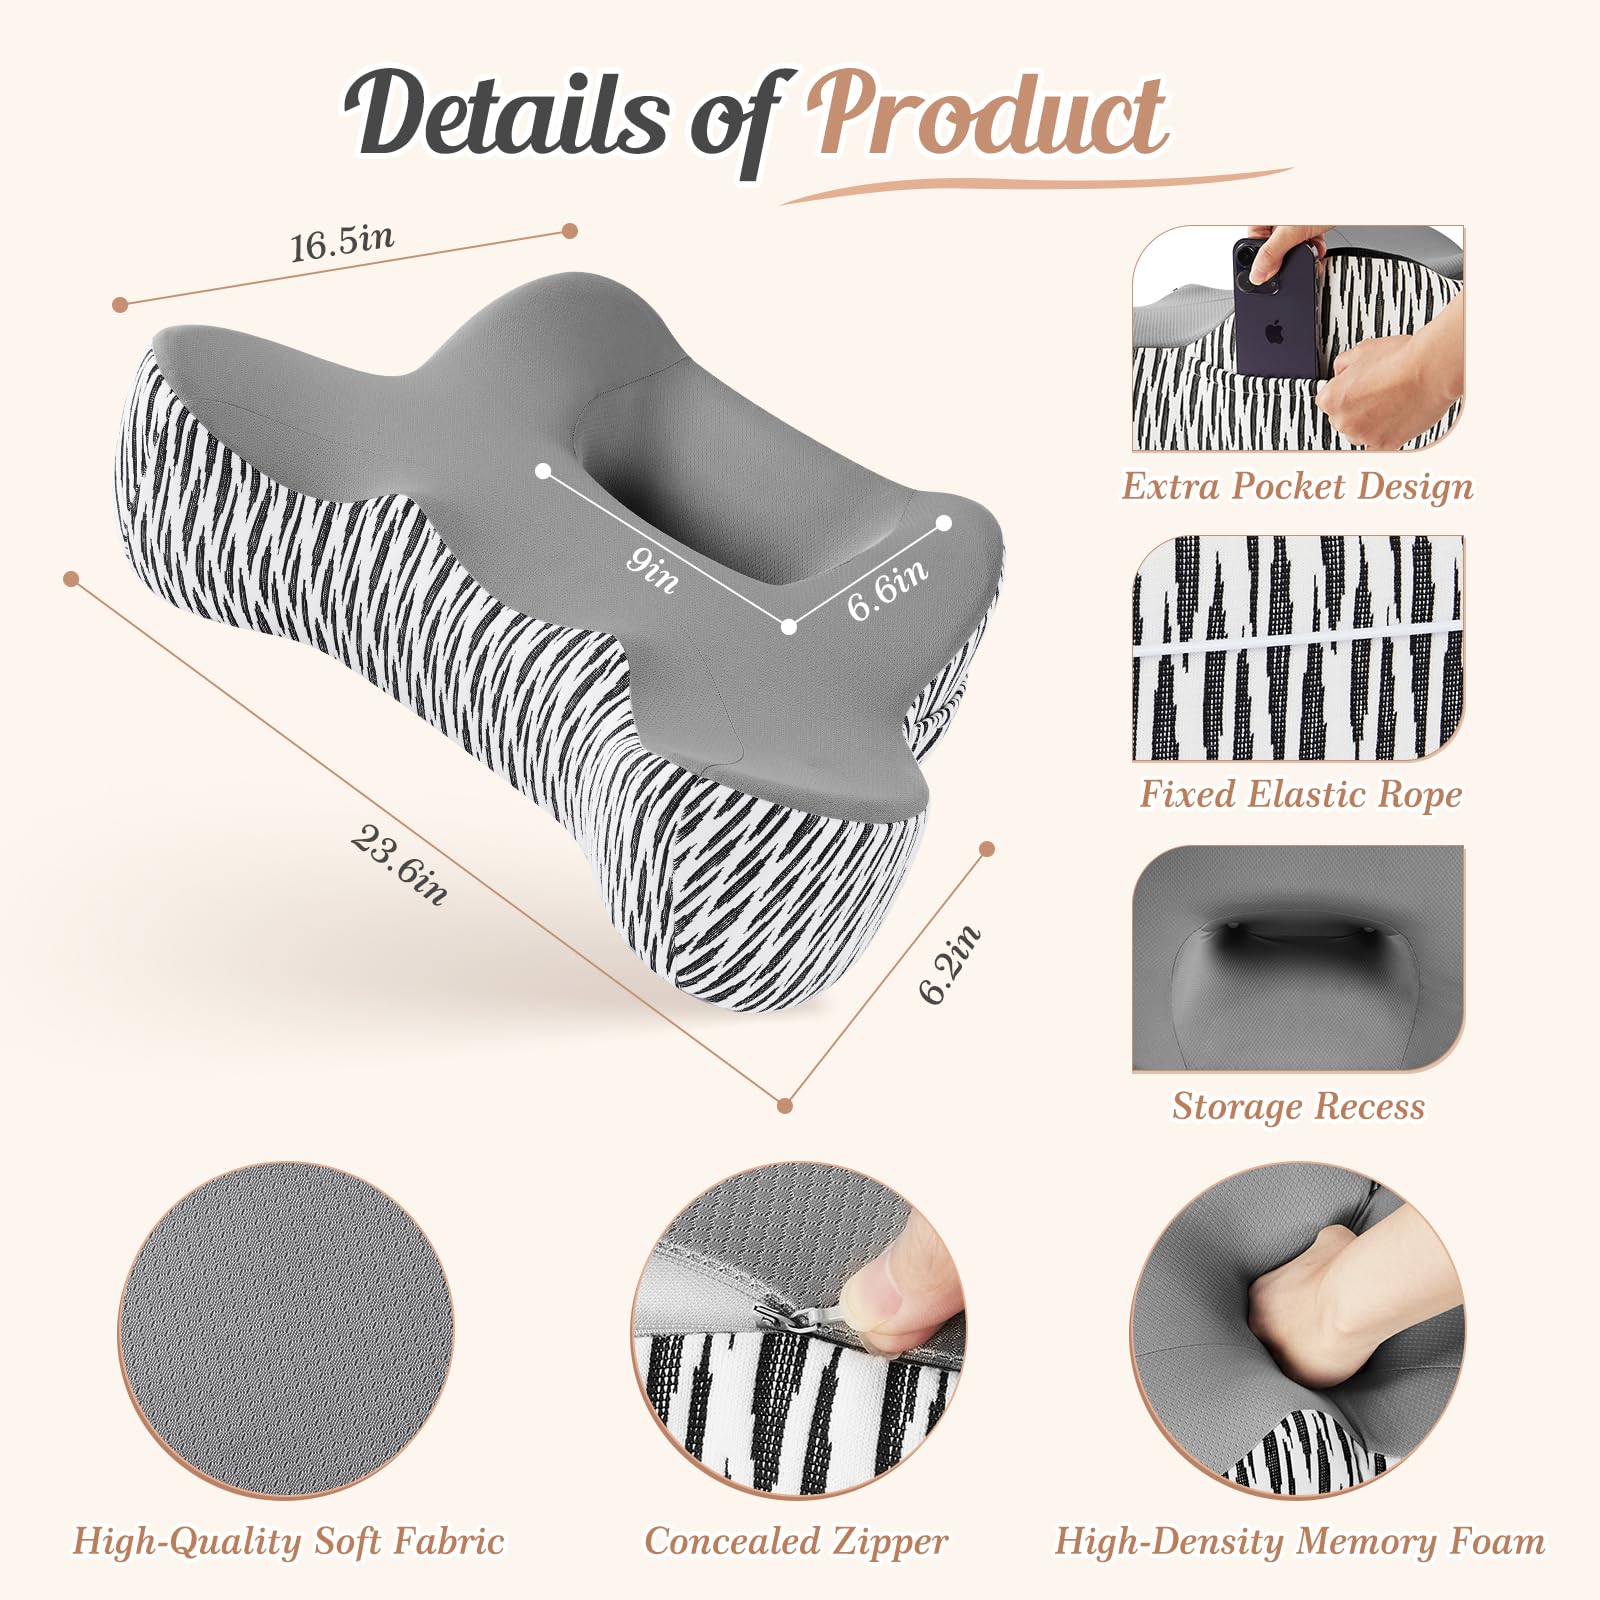 Details of Product
16.5in
9in
6.6in
23.6in
6.2in
Extra Pocket Design
Fixed Elastic Rope
Storage Recess
High-Quality Soft Fabric
Concealed Zipper
High-Density Memory Foam